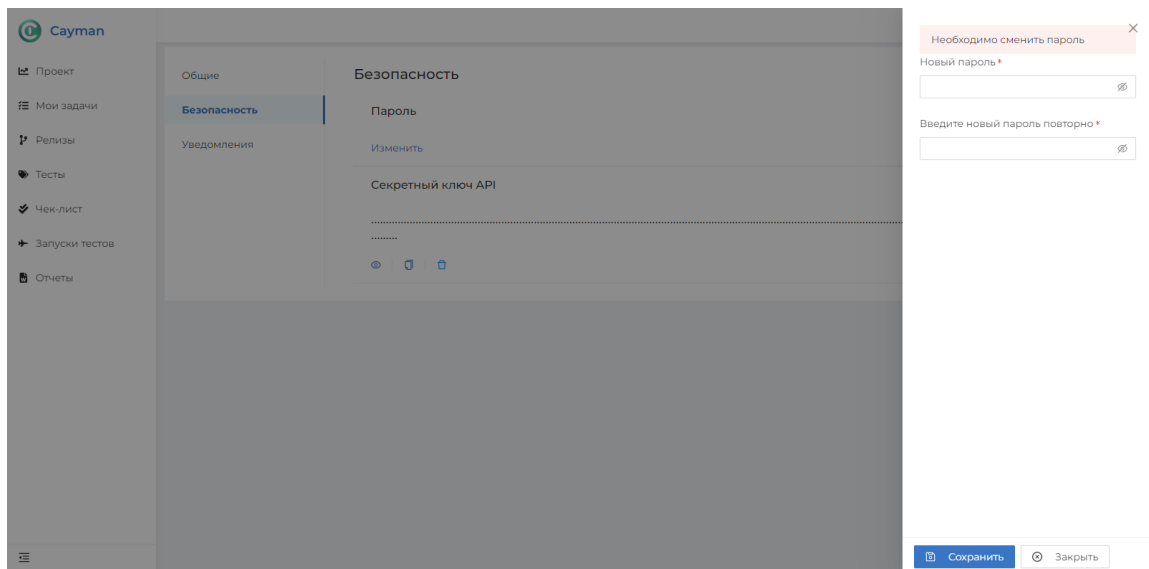 Cayman
Проект
Мои задачи
Релизы
Тесты
Чек-лист
Запуски тестов
Отчеты
Общие
Безопасность
Уведомления
Безопасность
Пароль
Изменить
Секретный ключ API
Необходимо сменить пароль
Новый пароль *
Введите новый пароль повторно *
Сохранить
Закрыть